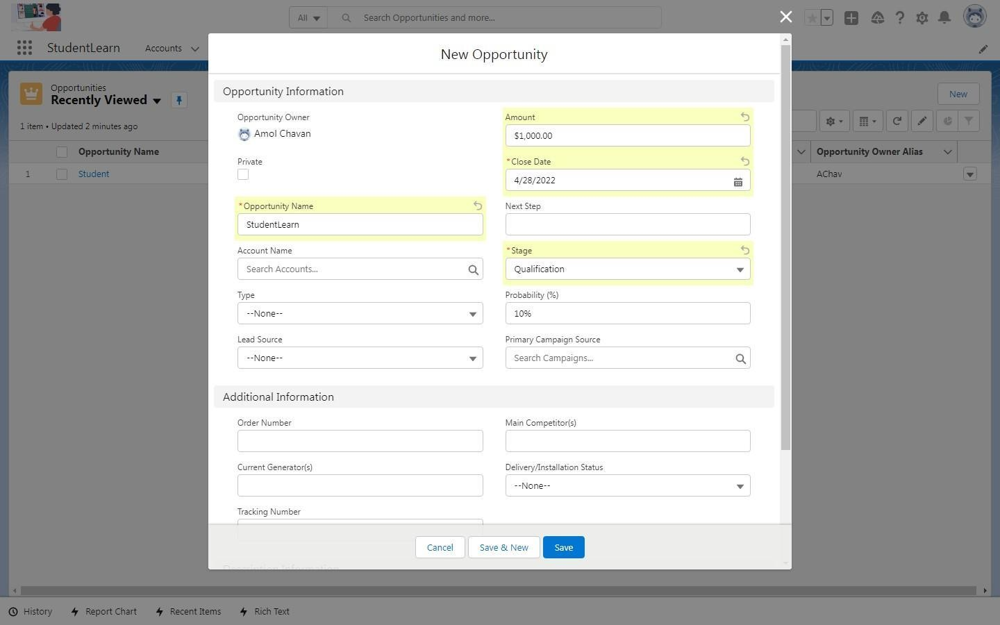 All
Search Opportunities and more...
StudentLearn
Accounts
New Opportunity
Opportunities
Recently Viewed
New
1 item • Updated 2 minutes ago
Opportunity Name
Opportunity Owner Alias
1
Student
AChav
Opportunity Information
Opportunity Owner
Amol Chavan
Amount
$1,000.00
Private
*Close Date
4/28/2022
*Opportunity Name
StudentLearn
Next Step
Account Name
Search Accounts...
*Stage
Qualification
Type
--None--
Probability (%)
10%
Lead Source
--None--
Primary Campaign Source
Search Campaigns...
Additional Information
Order Number
Main Competitor(s)
Current Generator(s)
Delivery/Installation Status
--None--
Tracking Number
Cancel
Save & New
Save
Description Information
History
Report Chart
Recent Items
Rich Text